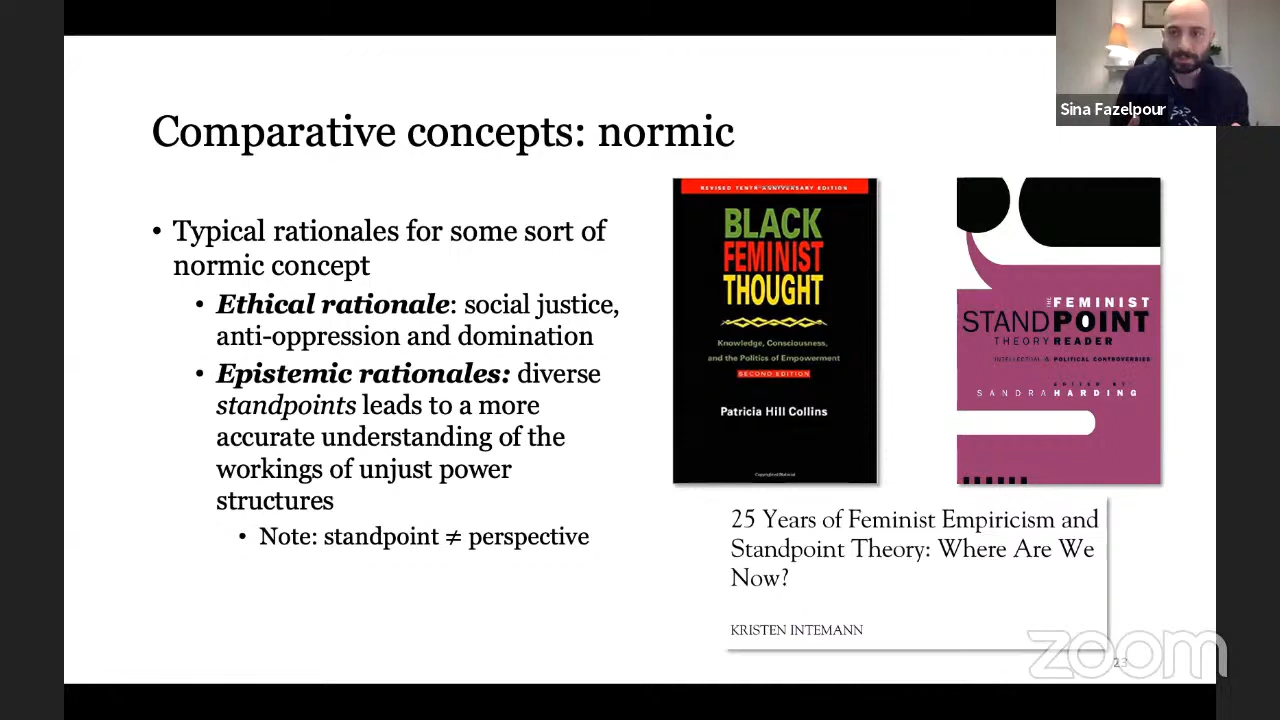 Sina Fazelpour
Comparative concepts: normic
• Typical rationales for some sort of
normic concept
• Ethical rationale: social justice,
anti-oppression and domination
• Epistemic rationales: diverse
standpoints leads to a more
accurate understanding of the
workings of unjust power
structures
• Note: standpoint ≠ perspective
REVISED TENTH ANNIVERSARY EDITION
BLACK
FEMINIST
THOUGHT
Knowledge, Consciousness,
and the Politics of Empowerment
SECOND EDITION
Patricia Hill Collins
Copyrighted Material
THE FEMINIST
STANDPOINT
THEORY READER
INTELLECTUAL & POLITICAL CONTROVERSIES
EDITED BY
SANDRA HARDING
25 Years of Feminist Empiricism and
Standpoint Theory: Where Are We
Now?
KRISTEN INTEMANN
zoom
23